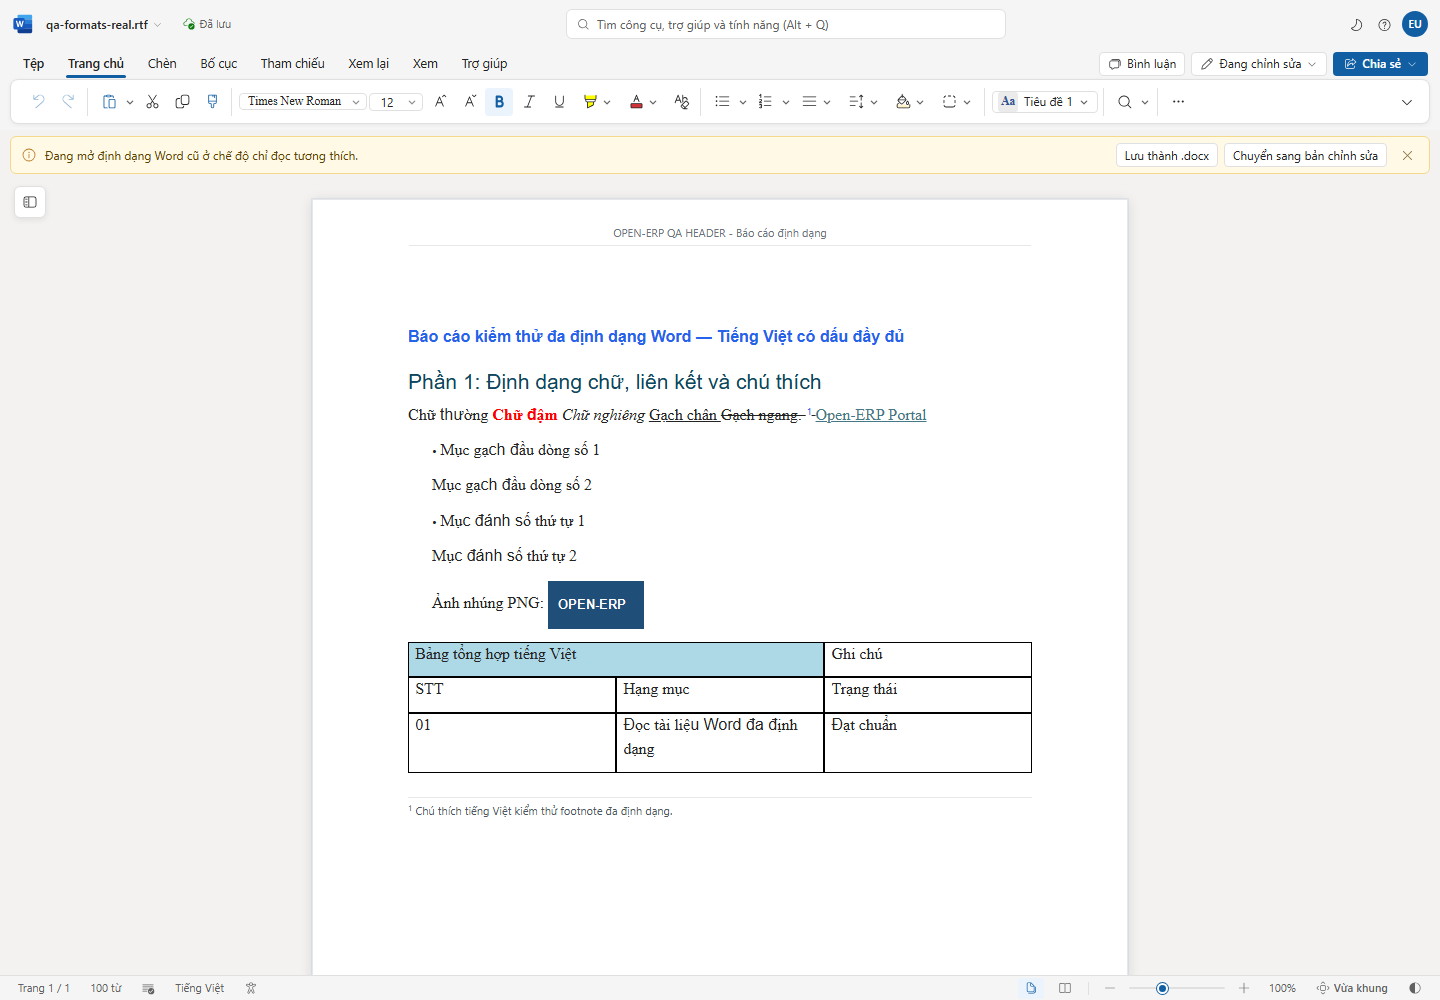 qa-formats-real.rtf
Đã lưu
Tìm công cụ, trợ giúp và tính năng (Alt + Q)
EU
Tệp
Trang chủ
Chèn
Bố cục
Tham chiếu
Xem lại
Xem
Trợ giúp
Bình luận
Đang chỉnh sửa
Chia sẻ
Times New Roman
12
B
I
U
Aa
Tiêu đề 1
Đang mở định dạng Word cũ ở chế độ chỉ đọc tương thích.
Lưu thành .docx
Chuyển sang bản chỉnh sửa
OPEN-ERP QA HEADER - Báo cáo định dạng
Báo cáo kiểm thử đa định dạng Word — Tiếng Việt có dấu đầy đủ
Phần 1: Định dạng chữ, liên kết và chú thích
Chữ thường Chữ đậm Chữ nghiêng Gạch chân Gạch ngang. 1 Open-ERP Portal
• Mục gạch đầu dòng số 1
Mục gạch đầu dòng số 2
• Mục đánh số thứ tự 1
Mục đánh số thứ tự 2
Ảnh nhúng PNG: OPEN-ERP
Bảng tổng hợp tiếng Việt
Ghi chú
STT
Hạng mục
Trạng thái
01
Đọc tài liệu Word đa định
dạng
Đạt chuẩn
1 Chú thích tiếng Việt kiểm thử footnote đa định dạng.
Trang 1 / 1
100 từ
Tiếng Việt
100%
Vừa khung